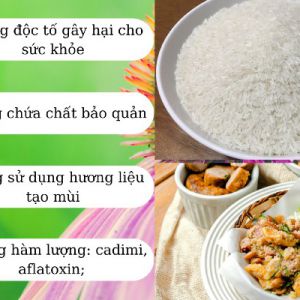 độc tố gây hại cho
sức khỏe
chứa chất bảo quản
sử dụng hương liệu
tạo mùi
hàm lượng: cadimi,
aflatoxin;